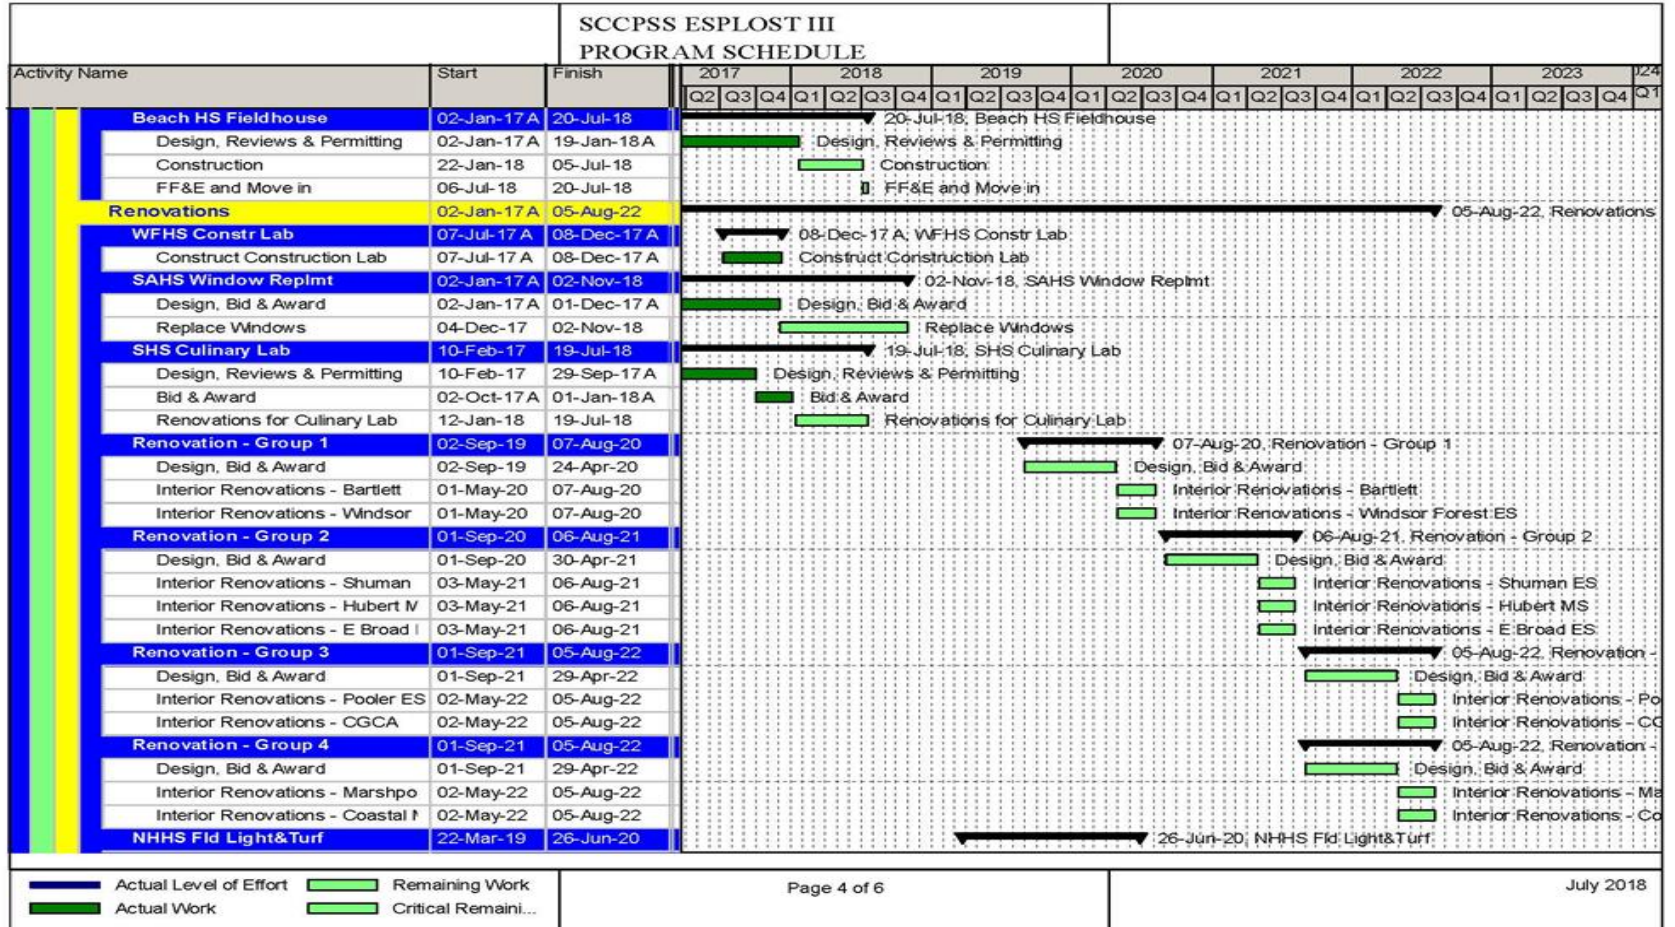 SCCPSS ESPLOST III
PROGRAM SCHEDULE
Activity Name Start Finish 2017 2018 2019 2020 2021 2022 2023 024
Q2 Q3 Q4 Q1 Q2 Q3 Q4 Q1 Q2 Q3 Q4 Q1 Q2 Q3 Q4 Q1 Q2 Q3 Q4 Q1 Q2 Q3 Q4 Q1 Q2 Q3 Q4 Q1
Beach HS Fieldhouse 02-Jan-17 A 20-Jul-18 20-Jul-18, Beach HS Fieldhouse
Design, Reviews & Permitting 02-Jan-17 A 19-Jan-18 A Design, Reviews & Permitting
Construction 22-Jan-18 05-Jul-18 Construction
FF&E and Move in 06-Jul-18 20-Jul-18 FF&E and Move in
Renovations 02-Jan-17 A 05-Aug-22 05-Aug-22, Renovations
WFHS Constr Lab 07-Jul-17 A 08-Dec-17 A 08-Dec-17 A, WFHS Constr Lab
Construct Construction Lab 07-Jul-17 A 08-Dec-17 A Construct Construction Lab
SAHS Window Replmt 02-Jan-17 A 02-Nov-18 02-Nov-18, SAHS Window Replmt
Design, Bid & Award 02-Jan-17 A 01-Dec-17 A Design, Bid & Award
Replace Windows 04-Dec-17 02-Nov-18 Replace Windows
SHS Culinary Lab 10-Feb-17 19-Jul-18 19-Jul-18, SHS Culinary Lab
Design, Reviews & Permitting 10-Feb-17 29-Sep-17 A Design, Reviews & Permitting
Bid & Award 02-Oct-17 A 01-Jan-18 A Bid & Award
Renovations for Culinary Lab 12-Jan-18 19-Jul-18 Renovations for Culinary Lab
Renovation - Group 1 02-Sep-19 07-Aug-20 07-Aug-20, Renovation - Group 1
Design, Bid & Award 02-Sep-19 24-Apr-20 Design, Bid & Award
Interior Renovations - Bartlett 01-May-20 07-Aug-20 Interior Renovations - Bartlett
Interior Renovations - Windsor 01-May-20 07-Aug-20 Interior Renovations - Windsor Forest ES
Renovation - Group 2 01-Sep-20 06-Aug-21 06-Aug-21, Renovation - Group 2
Design, Bid & Award 01-Sep-20 30-Apr-21 Design, Bid & Award
Interior Renovations - Shuman 03-May-21 06-Aug-21 Interior Renovations - Shuman ES
Interior Renovations - Hubert M 03-May-21 06-Aug-21 Interior Renovations - Hubert MS
Interior Renovations - E Broad 03-May-21 06-Aug-21 Interior Renovations - E Broad ES
Renovation - Group 3 01-Sep-21 05-Aug-22 05-Aug-22, Renovation -
Design, Bid & Award 01-Sep-21 29-Apr-22 Design, Bid & Award
Interior Renovations - Pooler ES 02-May-22 05-Aug-22 Interior Renovations - Po
Interior Renovations - CGCA 02-May-22 05-Aug-22 Interior Renovations - CG
Renovation - Group 4 01-Sep-21 05-Aug-22 05-Aug-22, Renovation -
Design, Bid & Award 01-Sep-21 29-Apr-22 Design, Bid & Award
Interior Renovations - Marshpo 02-May-22 05-Aug-22 Interior Renovations - Ma
Interior Renovations - Coastal 02-May-22 05-Aug-22 Interior Renovations - Co
NHHS Fld Light&Turf 22-Mar-19 26-Jun-20 26-Jun-20, NHHS Fld Light&Turf
Actual Level of Effort Remaining Work Page 4 of 6 July 2018
Actual Work Critical Remaini...